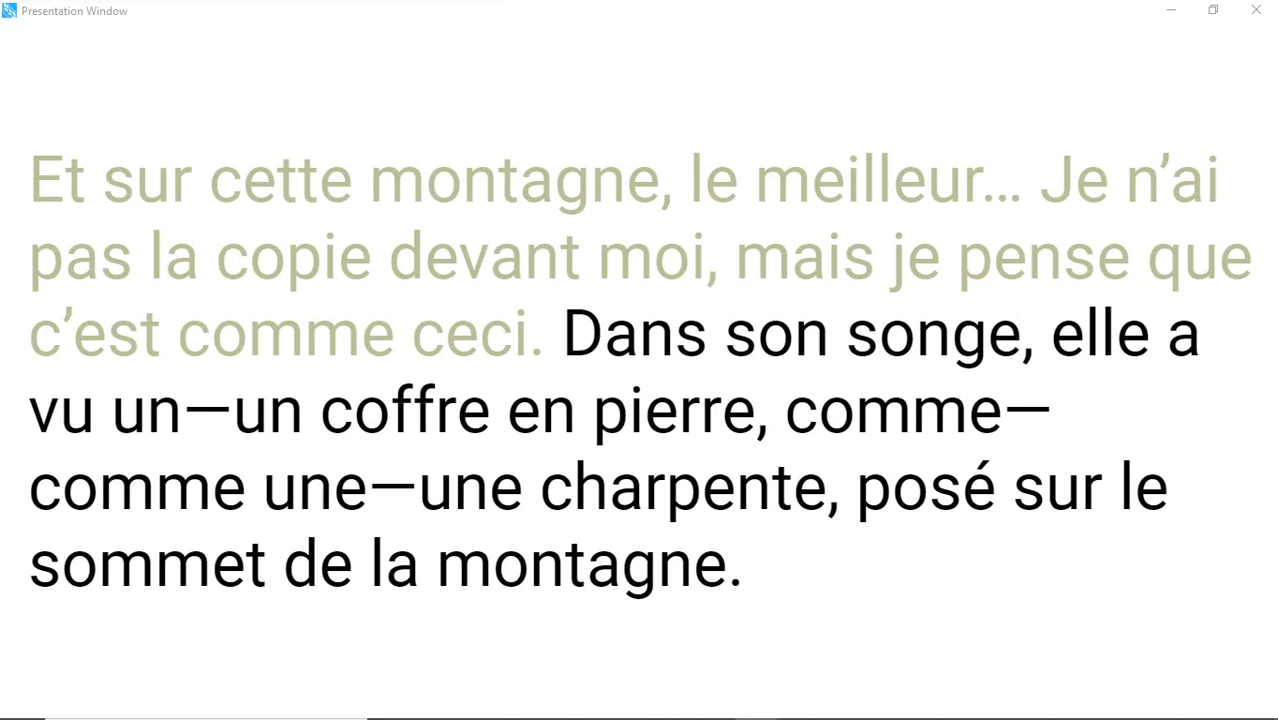 Presentation Window
Et sur cette montagne, le meilleur… Je n’ai
pas la copie devant moi, mais je pense que
c’est comme ceci. Dans son songe, elle a
vu un—un coffre en pierre, comme—
comme une—une charpente, posé sur le
sommet de la montagne.